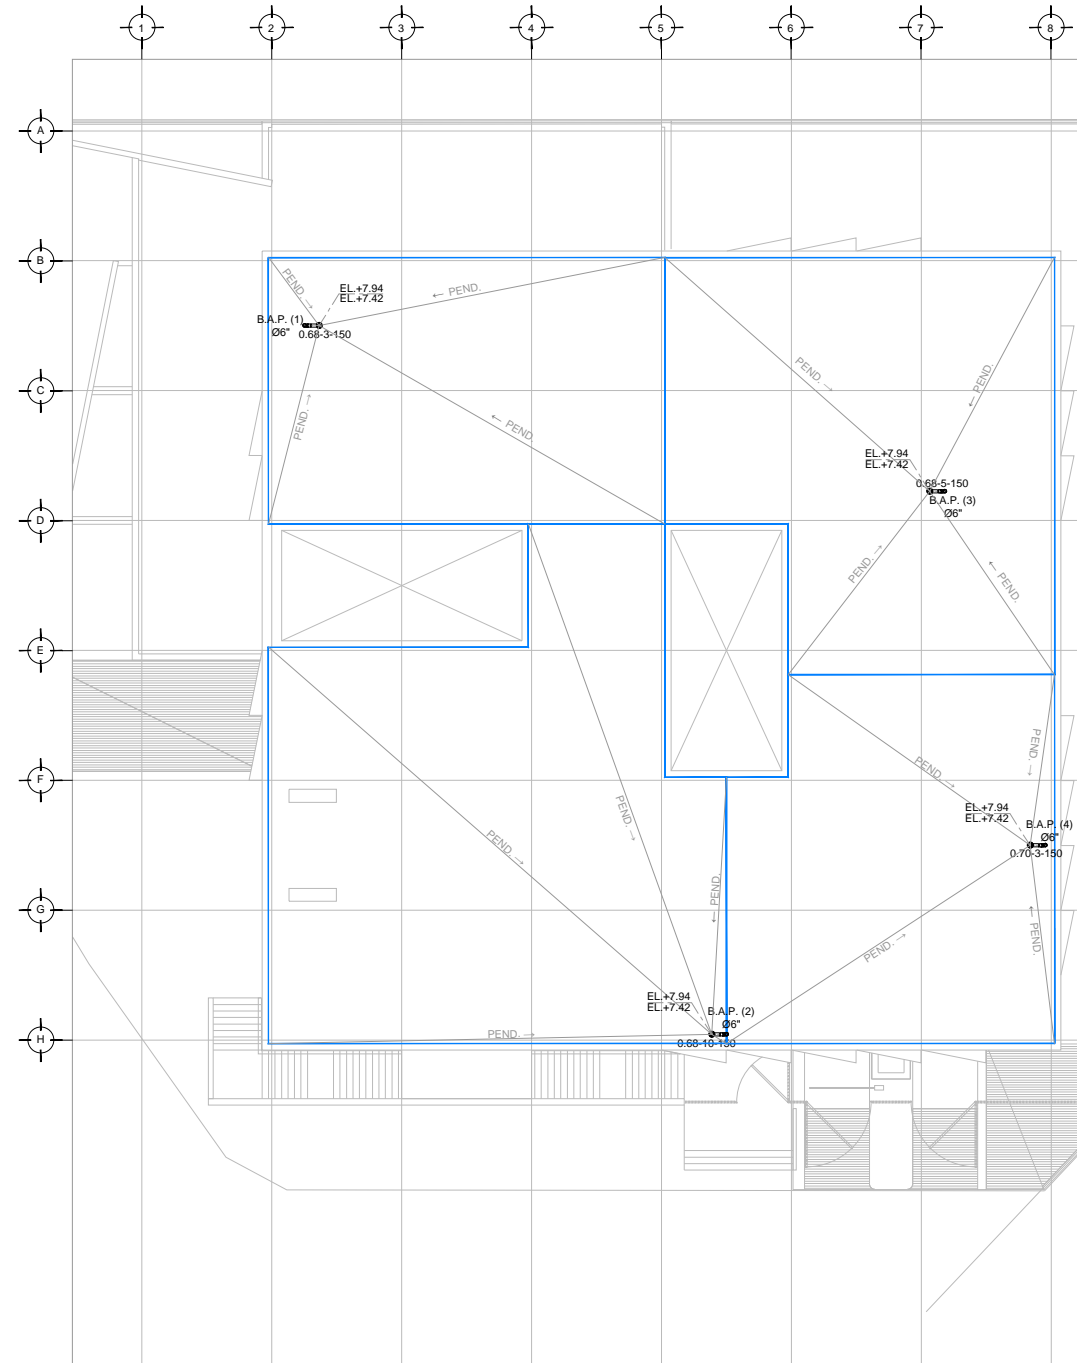 1 2 3 4 5 6 7 8
A
B
PEND. →
EL.+7.94
EL.+7.42
← PEND.
B.A.P. (1)
Ø6"
0.68-3-150
C
PEND. →
← PEND.
PEND. →
← PEND.
EL.+7.94
EL.+7.42
0.68-5-150
B.A.P. (3)
Ø6"
D
PEND. →
← PEND.
E
F
PEND. →
PEND. →
EL.+7.94
EL.+7.42
B.A.P. (4)
Ø6"
0.70-3-150
PEND. →
PEND. →
← PEND.
G
PEND. →
← PEND.
EL.+7.94
EL.+7.42
B.A.P. (2)
Ø6"
0.68-10-150
PEND. →
H